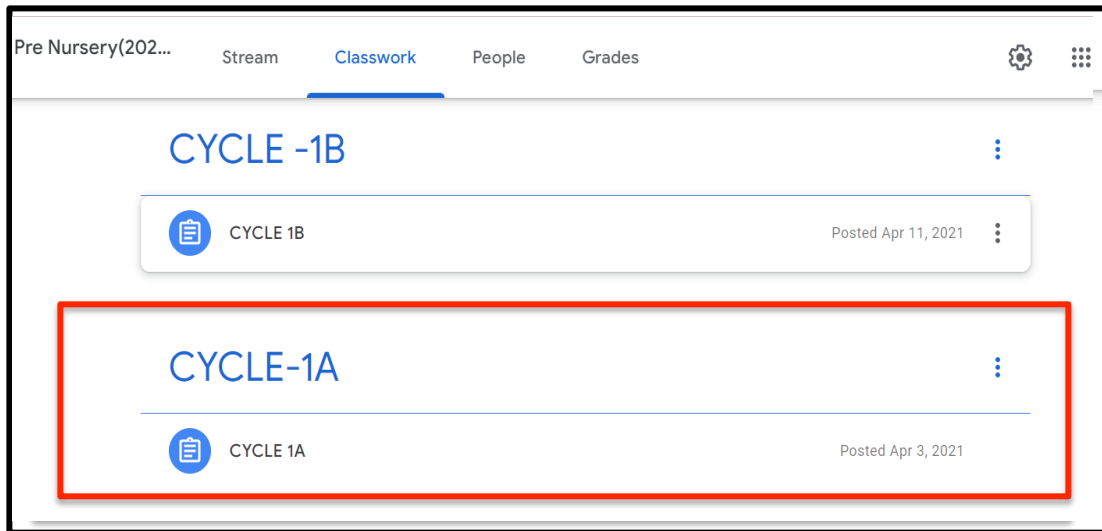 Pre Nursery(202... Stream Classwork People Grades
CYCLE -1B
CYCLE 1B Posted Apr 11, 2021
CYCLE-1A
CYCLE 1A Posted Apr 3, 2021